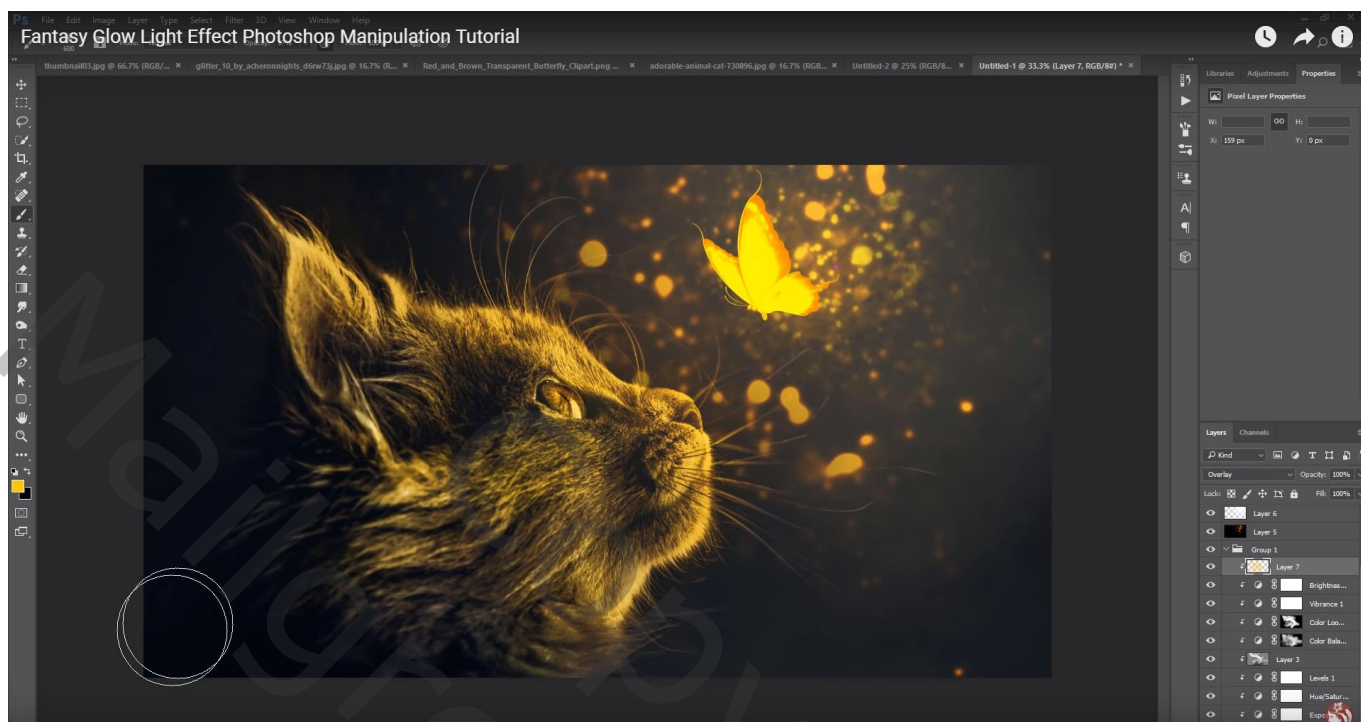 Ps File Edit Image Layer Type Select Filter 3D View Window Help
Fantasy Glow Light Effect Photoshop Manipulation Tutorial
600
thumbnail03.jpg @ 66.7% (RGB/... × glitter_10_by_acheronnights_d6rw73j.jpg @ 16.7% (R... × Red_and_Brown_Transparent_Butterfly_Clipart.png ... × adorable-animal-cat-730896.jpg @ 16.7% (RGB... × Untitled-2 @ 25% (RGB/8... × Untitled-1 @ 33.3% (Layer 7, RGB/8#) * ×
Libraries Adjustments Properties
Pixel Layer Properties
W: H:
X: 159 px Y: 0 px
Layers Channels
Kind
Overlay Opacity: 100%
Lock: Fill: 100%
Layer 6
Layer 5
Group 1
Layer 7
Brightnes...
Vibrance 1
Color Loo...
Color Bala...
Layer 3
Levels 1
Hue/Satur...